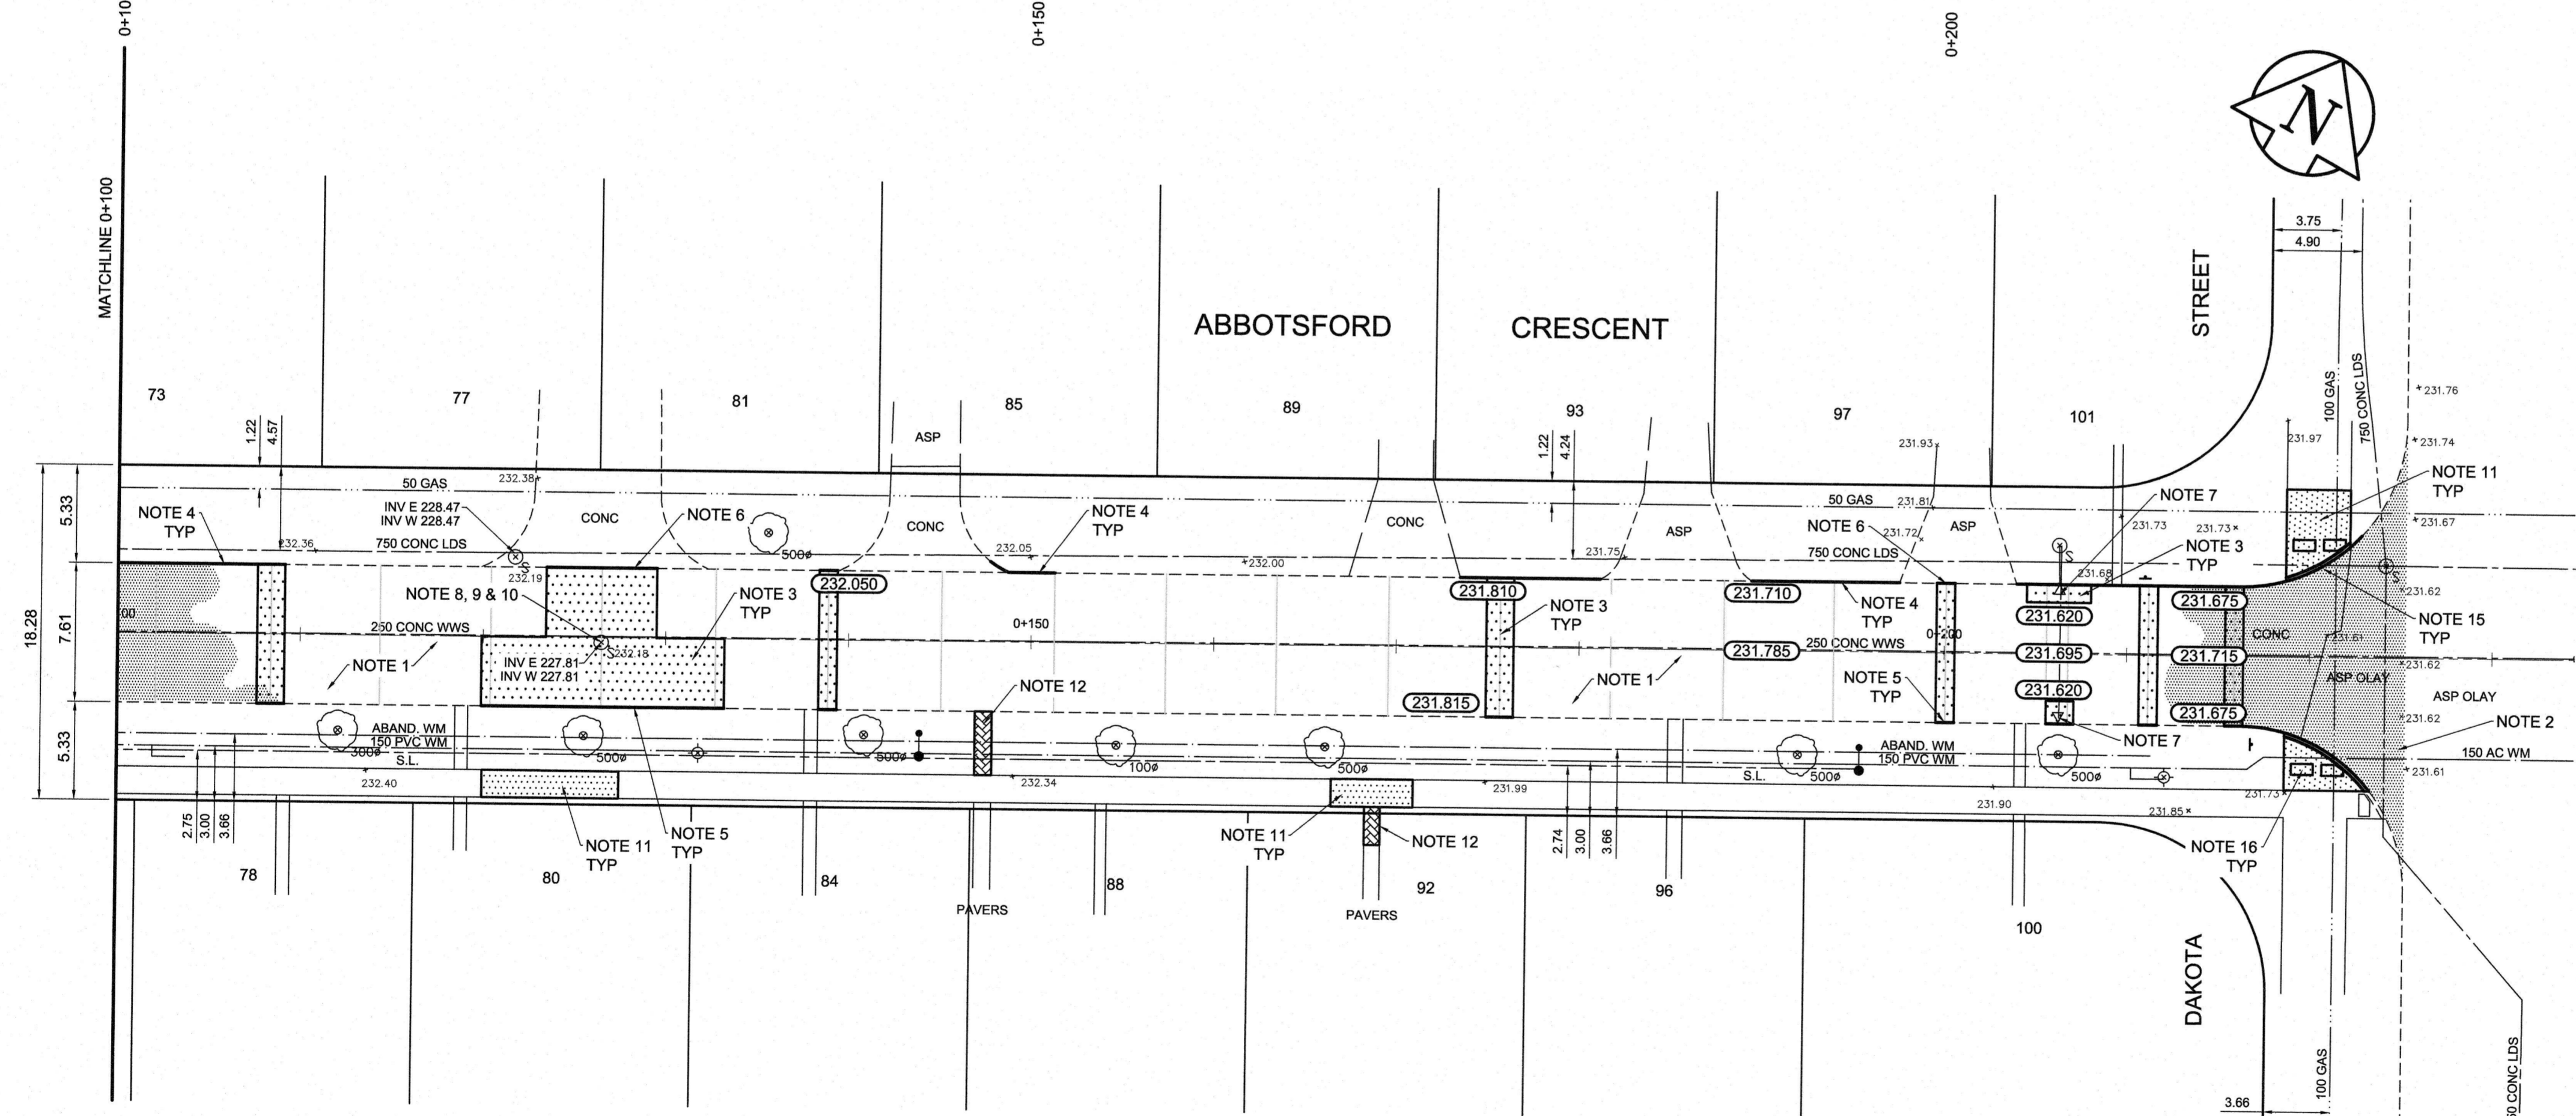 0+10
0+150
0+200
N
MATCHLINE 0+100
ABBOTSFORD CRESCENT
STREET
DAKOTA
3.75
4.90
73
77
81
85
89
93
97
101
1.22
4.57
1.22
4.24
ASP
18.28
5.33
7.61
5.33
50 GAS
232.38
INV E 228.47
INV W 228.47
NOTE 4
TYP
CONC
NOTE 6
CONC
NOTE 4
TYP
CONC
ASP
50 GAS
231.81
231.93
231.72
NOTE 6
ASP
NOTE 7
231.73
231.73
231.97
100 GAS
750 CONC LDS
231.76
231.74
NOTE 11
TYP
231.67
232.36
750 CONC LDS
S
232.19
500ø
232.05
232.00
231.75
750 CONC LDS
S
231.68
NOTE 3
TYP
S
231.62
NOTE 8, 9 & 10
NOTE 3
TYP
232.050
231.810
NOTE 3
TYP
231.710
NOTE 4
TYP
231.620
231.675
NOTE 15
TYP
00
250 CONC WWS
S
232.18
0+150
0+200
CONC
231.61
NOTE 1
INV E 227.81
INV W 227.81
231.785
250 CONC WWS
231.695
231.715
231.62
ASP OLAY
ASP OLAY
NOTE 1
NOTE 5
TYP
231.815
231.620
231.675
231.62
NOTE 2
NOTE 12
NOTE 7
ABAND. WM
150 PVC WM
300ø
S.L.
500ø
500ø
100ø
500ø
S.L.
500ø
ABAND. WM
150 PVC WM
500ø
150 AC WM
231.61
232.40
232.34
231.99
231.90
231.85
231.73
2.75
3.00
3.66
NOTE 11
TYP
NOTE 5
TYP
NOTE 11
TYP
NOTE 12
2.74
3.00
3.66
NOTE 16
TYP
78
80
84
88
92
96
100
PAVERS
PAVERS
100 GAS
3.66
50 CONC LDS